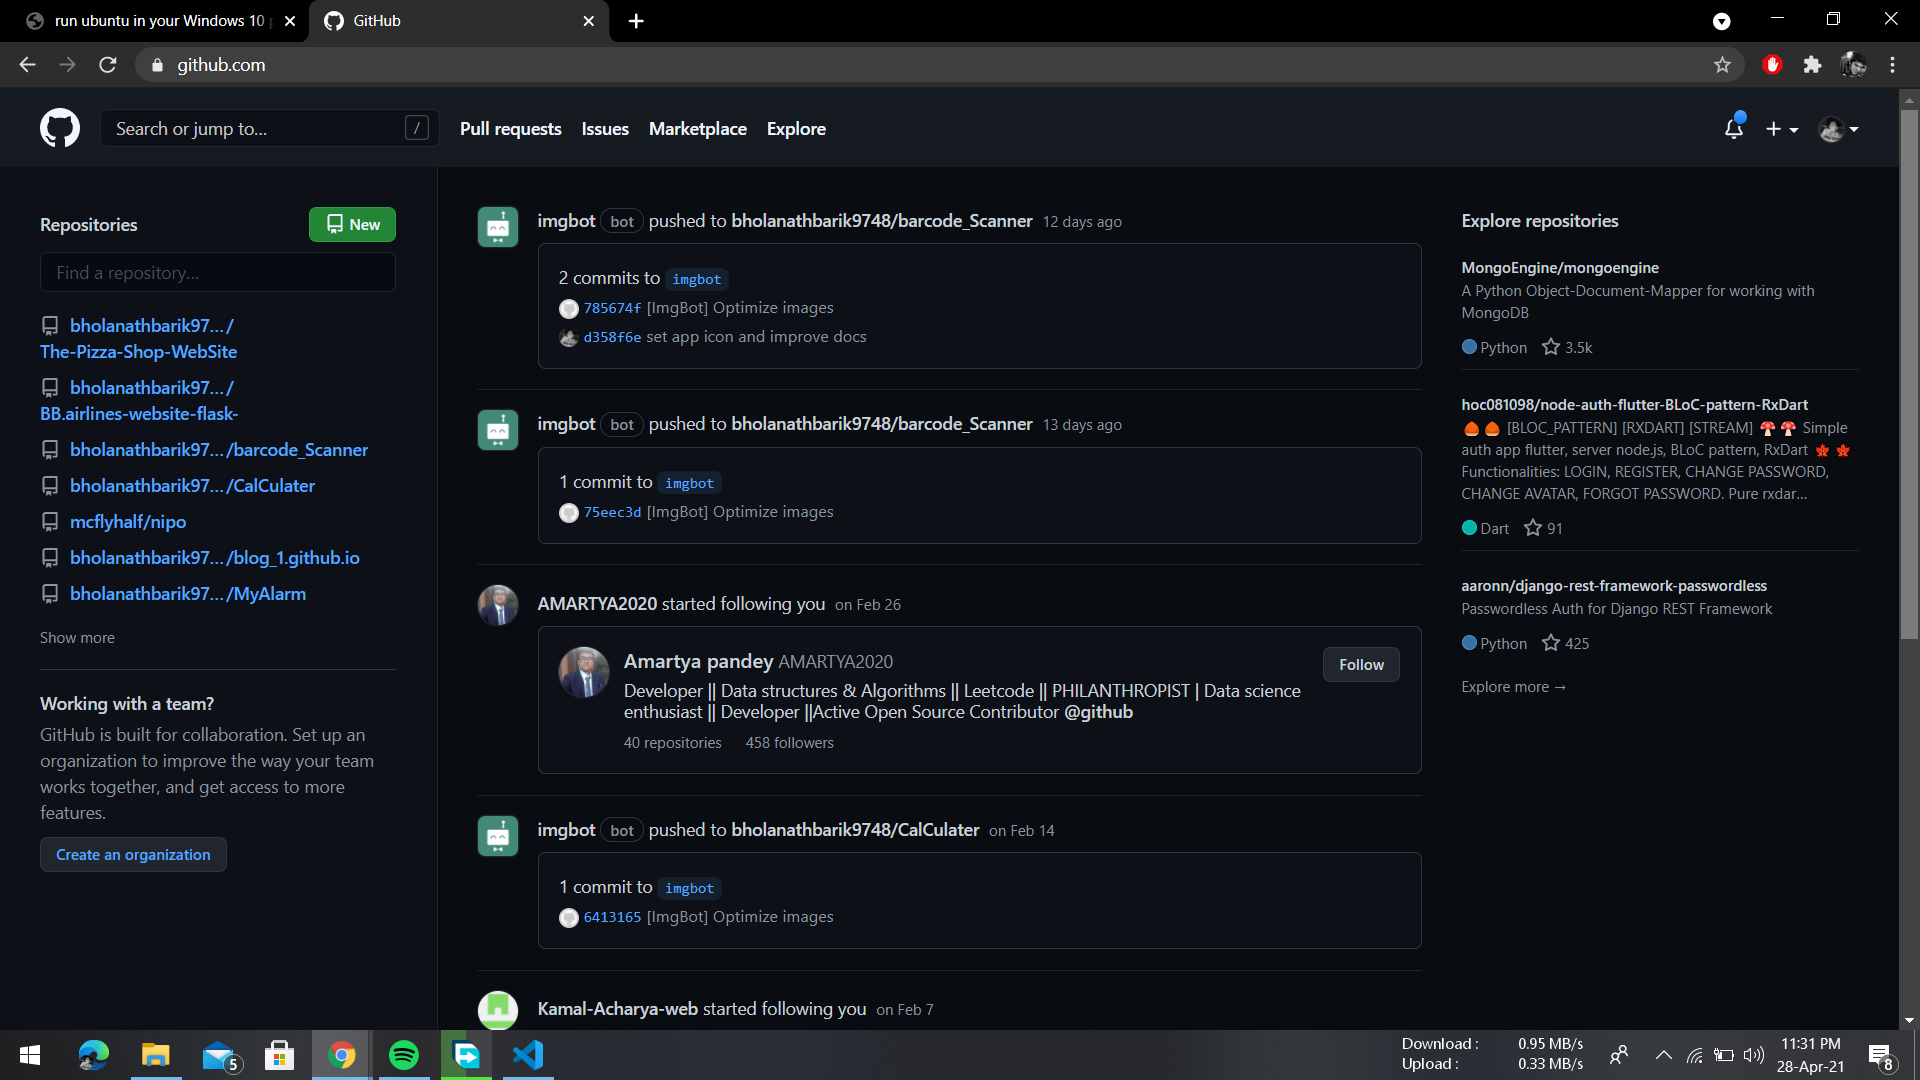 run ubuntu in your Windows 10
GitHub
github.com
Search or jump to...
/
Pull requests
Issues
Marketplace
Explore
Repositories
New
Find a repository...
bholanathbarik97.../
The-Pizza-Shop-WebSite
bholanathbarik97.../
BB.airlines-website-flask-
bholanathbarik97.../barcode_Scanner
bholanathbarik97.../CalCulater
mcflyhalf/nipo
bholanathbarik97.../blog_1.github.io
bholanathbarik97.../MyAlarm
Show more
Working with a team?
GitHub is built for collaboration. Set up an
organization to improve the way your team
works together, and get access to more
features.
Create an organization
imgbot bot pushed to bholanathbarik9748/barcode_Scanner 12 days ago
2 commits to imgbot
785674f [ImgBot] Optimize images
d358f6e set app icon and improve docs
imgbot bot pushed to bholanathbarik9748/barcode_Scanner 13 days ago
1 commit to imgbot
75eec3d [ImgBot] Optimize images
AMARTYA2020 started following you on Feb 26
Amartya pandey AMARTYA2020
Follow
Developer || Data structures & Algorithms || Leetcode || PHILANTHROPIST | Data science
enthusiast || Developer ||Active Open Source Contributor @github
40 repositories 458 followers
imgbot bot pushed to bholanathbarik9748/CalCulater on Feb 14
1 commit to imgbot
6413165 [ImgBot] Optimize images
Kamal-Acharya-web started following you on Feb 7
Explore repositories
MongoEngine/mongoengine
A Python Object-Document-Mapper for working with
MongoDB
Python 3.5k
hoc081098/node-auth-flutter-BLoC-pattern-RxDart
[BLOC_PATTERN] [RXDART] [STREAM] Simple
auth app flutter, server node.js, BLoC pattern, RxDart
Functionalities: LOGIN, REGISTER, CHANGE PASSWORD,
CHANGE AVATAR, FORGOT PASSWORD. Pure rxdar...
Dart 91
aaronn/django-rest-framework-passwordless
Passwordless Auth for Django REST Framework
Python 425
Explore more →
5
Download : 0.95 MB/s
Upload : 0.33 MB/s
11:31 PM
28-Apr-21
8